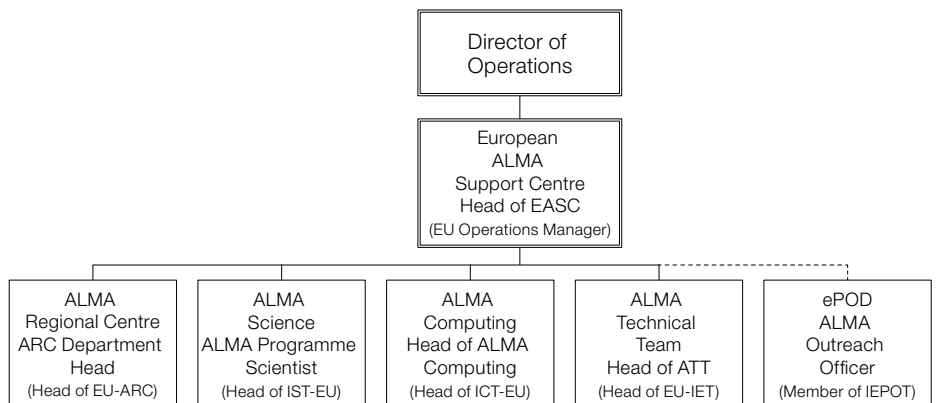 Director of
Operations
European
ALMA
Support Centre
Head of EASC
(EU Operations Manager)
ALMA
Regional Centre
ARC Department
Head
(Head of EU-ARC)
ALMA
Science
ALMA Programme
Scientist
(Head of IST-EU)
ALMA
Computing
Head of ALMA
Computing
(Head of ICT-EU)
ALMA
Technical
Team
Head of ATT
(Head of EU-IET)
ePOD
ALMA
Outreach
Officer
(Member of IEPOT)